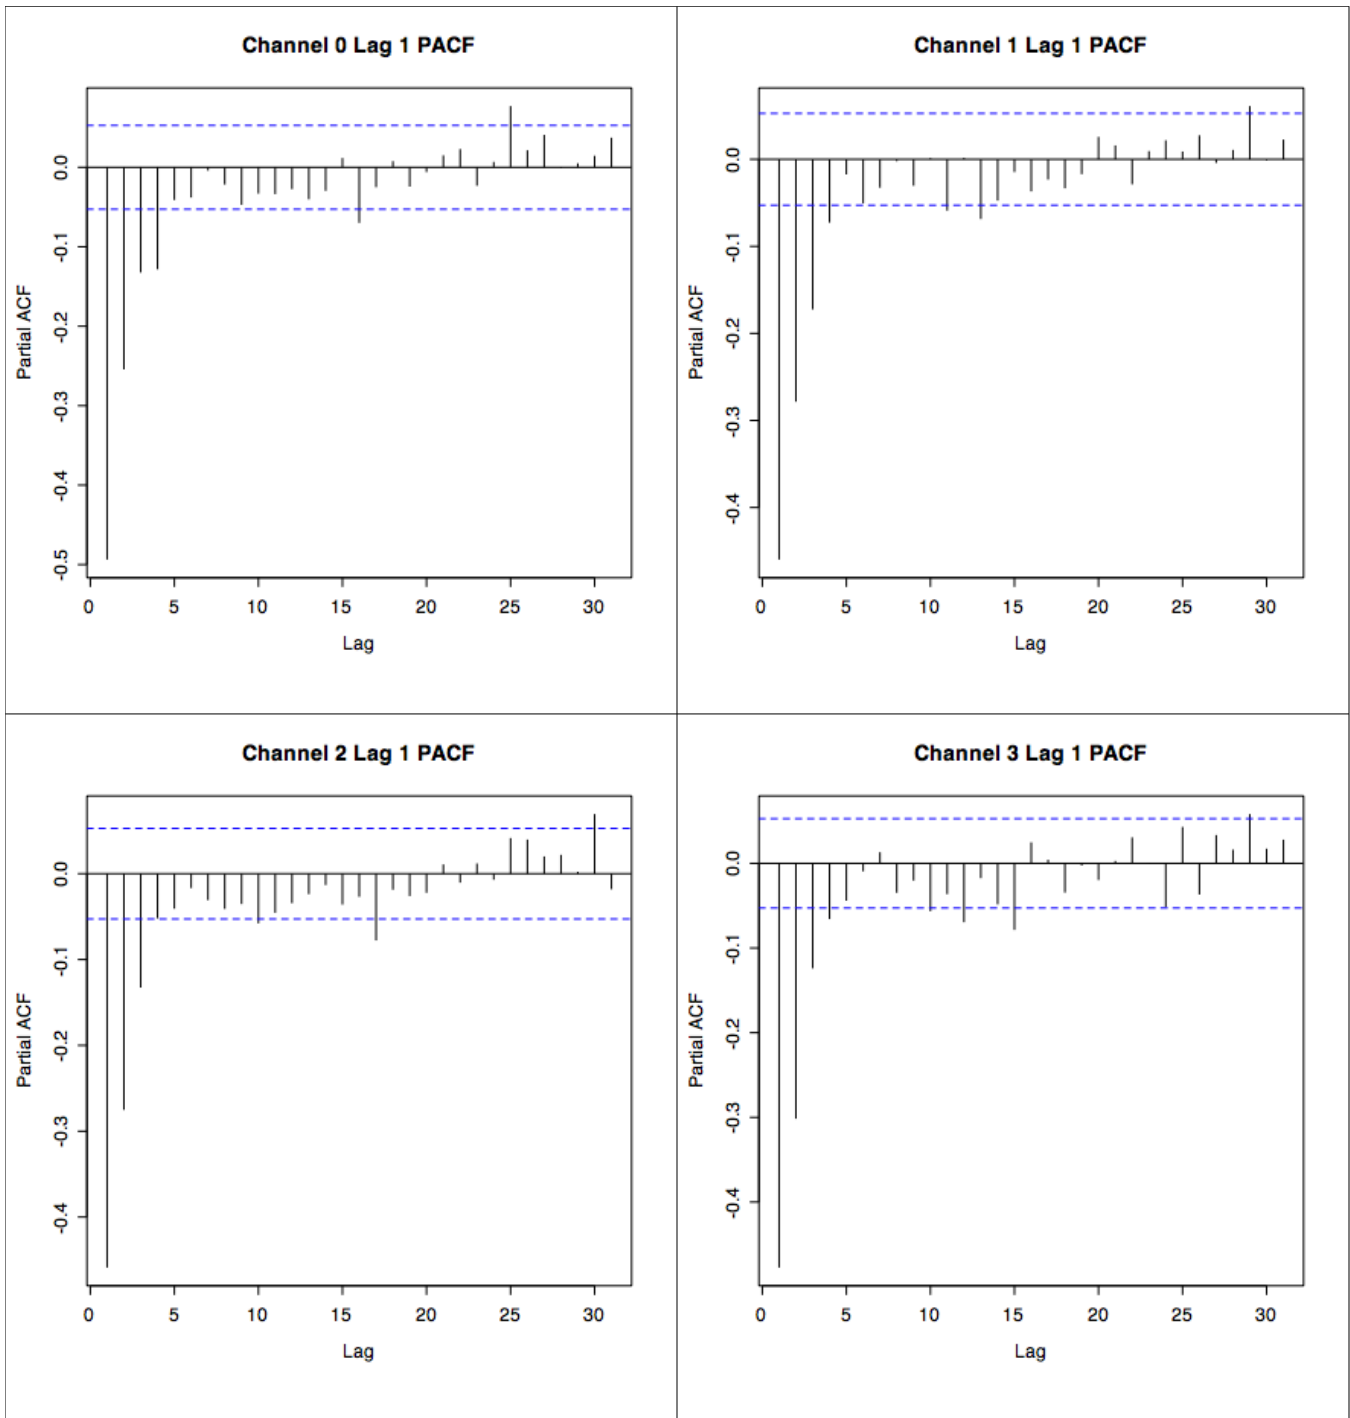 Channel 0 Lag 1 PACF
Partial ACF
0.0
-0.1
-0.2
-0.3
-0.4
-0.5
0 5 10 15 20 25 30
Lag
Channel 1 Lag 1 PACF
Partial ACF
0.0
-0.1
-0.2
-0.3
-0.4
0 5 10 15 20 25 30
Lag
Channel 2 Lag 1 PACF
Partial ACF
0.0
-0.1
-0.2
-0.3
-0.4
0 5 10 15 20 25 30
Lag
Channel 3 Lag 1 PACF
Partial ACF
0.0
-0.1
-0.2
-0.3
-0.4
0 5 10 15 20 25 30
Lag